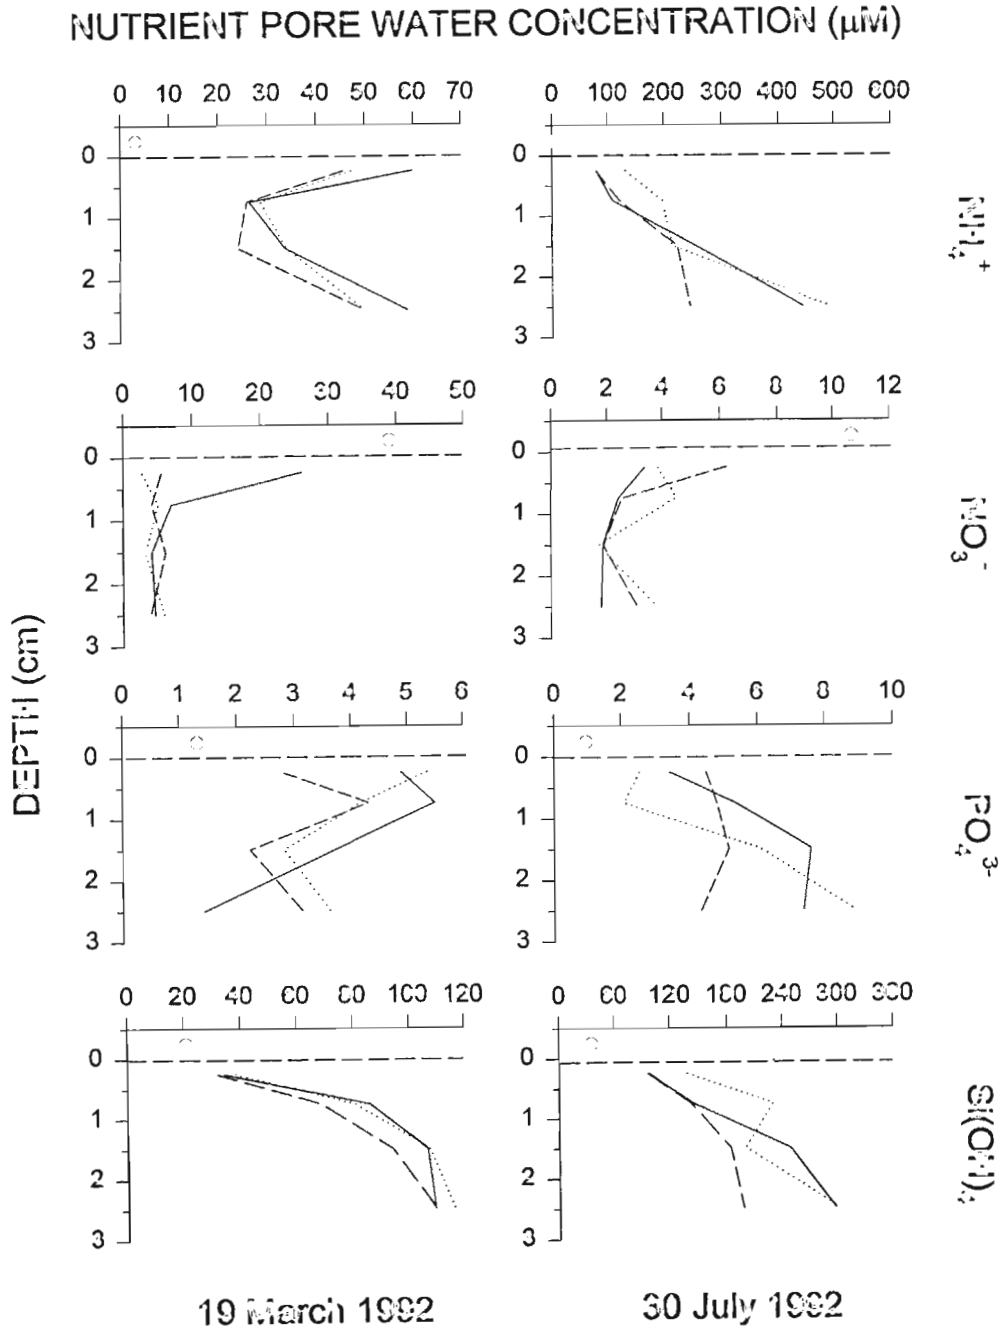 NUTRIENT PORE WATER CONCENTRATION (µM)
0 10 20 30 40 50 60 70
0 100 200 300 400 500 600
0
1
2
3
0
1
2
3
NH₄⁺
0 10 20 30 40 50
0 2 4 6 8 10 12
0
1
2
3
0
1
2
3
NO₃⁻
0 1 2 3 4 5 6
0 2 4 6 8 10
0
1
2
3
0
1
2
3
PO₄³⁻
DEPTH (cm)
0 20 40 60 80 100 120
0 60 120 180 240 300 360
0
1
2
3
0
1
2
3
Si(OH)₄
19 March 1992
30 July 1992